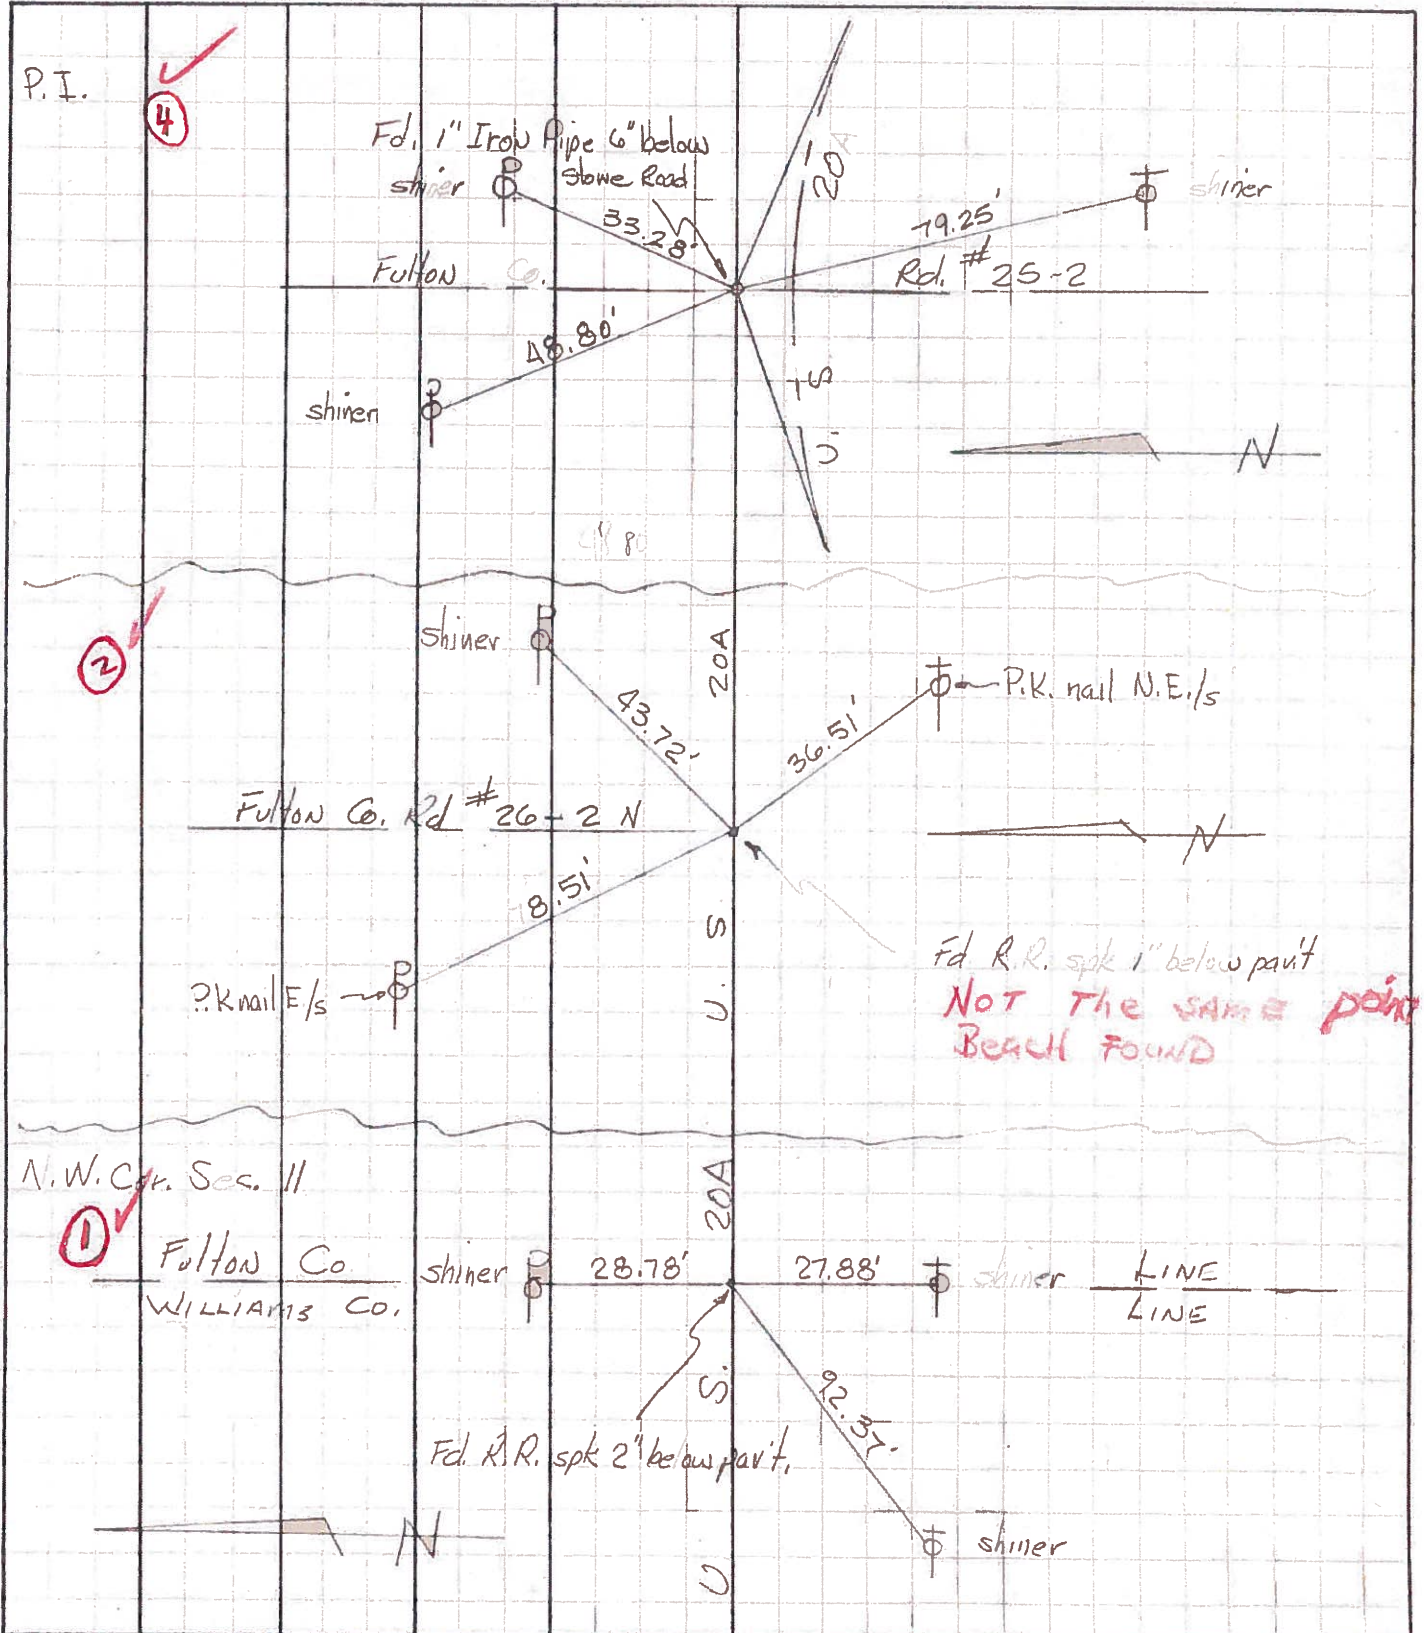 P.I.
4
Fd. 1" Iron Pipe 6" below
Stone Road
shiner
shiner
33.28'
79.25'
Fulton Co.
Rd. #25-2
48.80'
shiner
U.S. 20A
N
2
shiner
43.72'
36.51'
P.K. nail N.E./s
Fulton Co. Rd #26-2 N
N
8.51'
P.K nail E/s
U.S. 20A
Fd R.R. spk 1" below pav't
NOT The SAME point
BEACH FOUND
N.W. Cor. Sec. 11
1
Fulton Co
WILLIAMS CO.
shiner
28.78'
27.88'
shiner
LINE
LINE
92.37'
Fd. R.R. spk 2" below pav't.
U.S. 20A
N
shiner